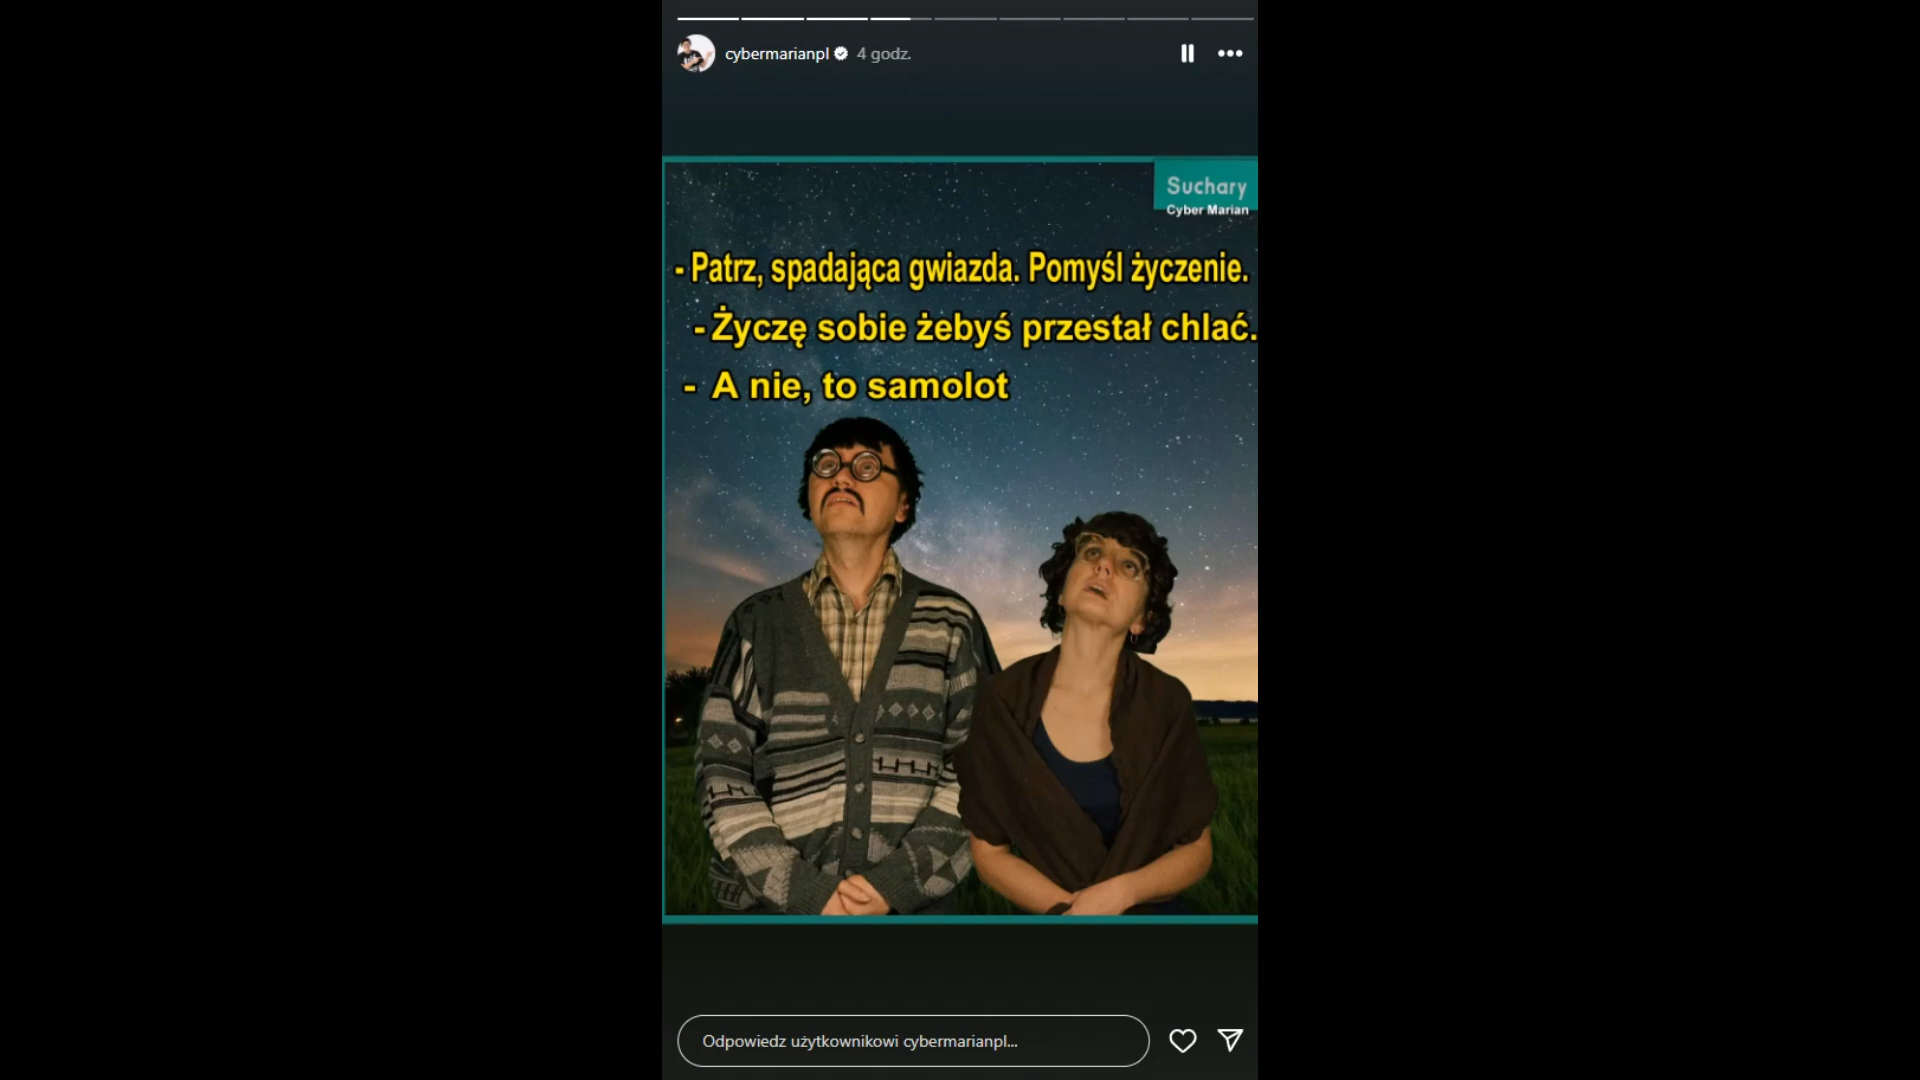 cybermarianpl 4 godz.
Suchary
Cyber Marian
- Patrz, spadająca gwiazda. Pomyśl życzenie.
- Życzę sobie żebyś przestał chlać.
- A nie, to samolot
Odpowiedz użytkownikowi cybermarianpl...